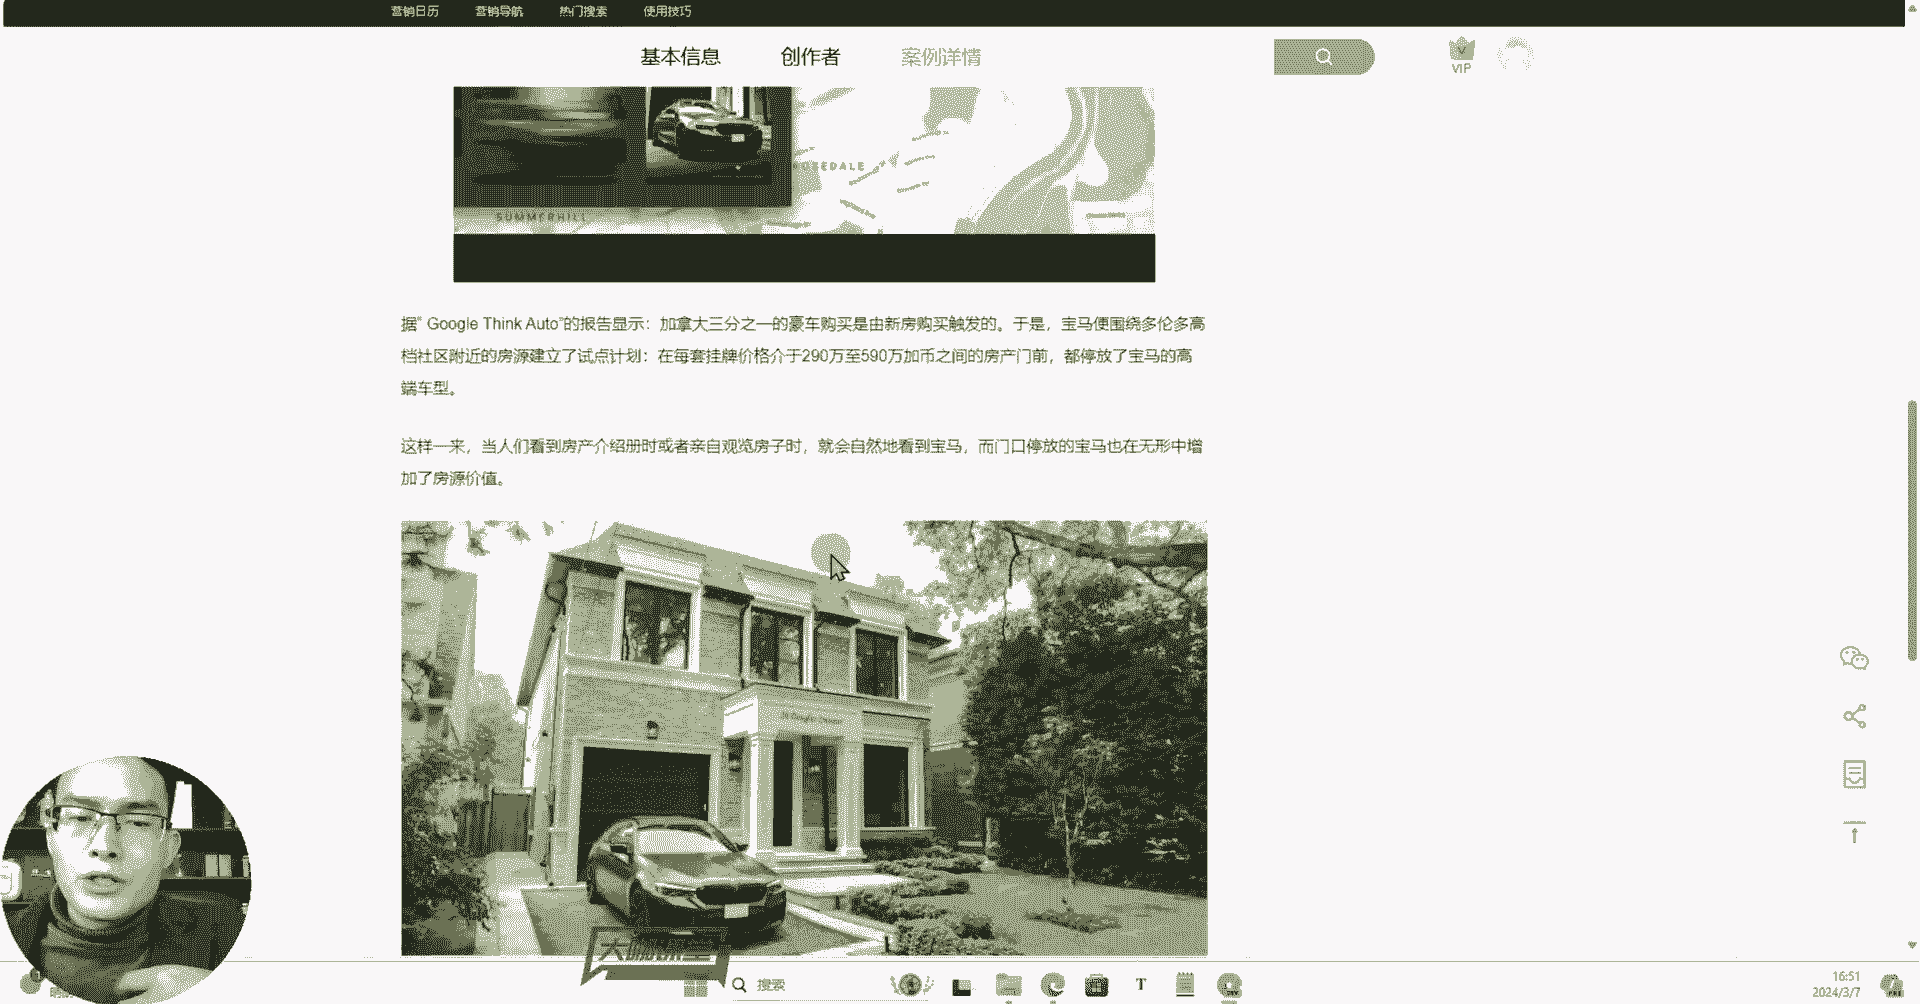 营销日历 营销导航 热门搜索 使用技巧
基本信息 创作者 案例详情
VIP
SUMMERHILL
据" Google Think Auto"的报告显示：加拿大三分之一的豪车购买是由新房购买触发的。于是，宝马便围绕多伦多高
档社区附近的房源建立了试点计划：在每套挂牌价格介于290万至590万加币之间的房产门前，都停放了宝马的高
端车型。
这样一来，当人们看到房产介绍册时或者亲自观览房子时，就会自然地看到宝马，而门口停放的宝马也在无形中增
加了房源价值。
搜索
T
16:51
2024/3/7